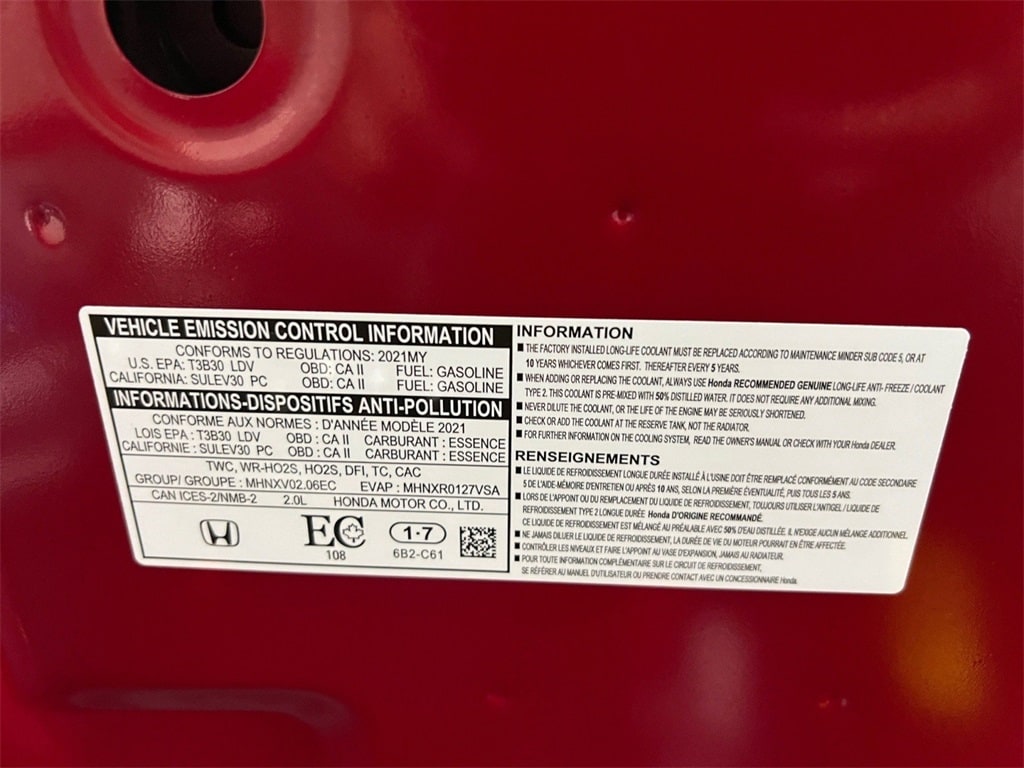 VEHICLE EMISSION CONTROL INFORMATION
CONFORMS TO REGULATIONS: 2021MY
U.S. EPA: T3B30 LDV OBD: CA II FUEL: GASOLINE
CALIFORNIA: SULEV30 PC OBD: CA II FUEL: GASOLINE
INFORMATIONS-DISPOSITIFS ANTI-POLLUTION
CONFORME AUX NORMES : D'ANNÉE MODÈLE 2021
LOIS EPA : T3B30 LDV OBD : CA II CARBURANT : ESSENCE
CALIFORNIE : SULEV30 PC OBD : CA II CARBURANT : ESSENCE
TWC, WR-HO2S, HO2S, DFI, TC, CAC
GROUP/ GROUPE : MHNXV02.06EC EVAP : MHNXR0127VSA
CAN ICES-2/NMB-2 2.0L HONDA MOTOR CO., LTD.
EC 1·7
108 6B2-C61
INFORMATION
■ THE FACTORY INSTALLED LONG-LIFE COOLANT MUST BE REPLACED ACCORDING TO MAINTENANCE MINDER SUB CODE 5, OR AT
10 YEARS WHICHEVER COMES FIRST. THEREAFTER EVERY 5 YEARS.
■ WHEN ADDING OR REPLACING THE COOLANT, ALWAYS USE Honda RECOMMENDED GENUINE LONG-LIFE ANTI-FREEZE / COOLANT
TYPE 2. THIS COOLANT IS PRE-MIXED WITH 50% DISTILLED WATER. IT DOES NOT REQUIRE ANY ADDITIONAL MIXING.
■ NEVER DILUTE THE COOLANT, OR THE LIFE OF THE ENGINE MAY BE SERIOUSLY SHORTENED.
■ CHECK OR ADD THE COOLANT AT THE RESERVE TANK, NOT THE RADIATOR.
■ FOR FURTHER INFORMATION ON THE COOLING SYSTEM, READ THE OWNER'S MANUAL OR CHECK WITH YOUR Honda DEALER.
RENSEIGNEMENTS
■ LE LIQUIDE DE REFROIDISSEMENT LONGUE DURÉE INSTALLÉ À L'USINE DOIT ÊTRE REMPLACÉ CONFORMÉMENT AU CODE SECONDAIRE
5 DE L'AIDE-MÉMOIRE D'ENTRETIEN OU APRÈS 10 ANS, SELON LA PREMIÈRE ÉVENTUALITÉ, PUIS TOUS LES 5 ANS.
■ LORS DE L'APPOINT OU DU REMPLACEMENT DU LIQUIDE DE REFROIDISSEMENT, TOUJOURS UTILISER L'ANTIGEL / LIQUIDE DE
REFROIDISSEMENT TYPE 2 LONGUE DURÉE Honda D'ORIGINE RECOMMANDÉ.
CE LIQUIDE DE REFROIDISSEMENT EST MÉLANGÉ AU PRÉALABLE AVEC 50% D'EAU DISTILLÉE. IL N'EXIGE AUCUN MÉLANGE ADDITIONNEL.
■ NE JAMAIS DILUER LE LIQUIDE DE REFROIDISSEMENT, LA DURÉE DE VIE DU MOTEUR POURRAIT EN ÊTRE AFFECTÉE.
■ CONTRÔLER LES NIVEAUX ET FAIRE L'APPOINT AU VASE D'EXPANSION, JAMAIS AU RADIATEUR.
■ POUR TOUTE INFORMATION COMPLÉMENTAIRE SUR LE CIRCUIT DE REFROIDISSEMENT,
SE RÉFÉRER AU MANUEL D'UTILISATEUR OU PRENDRE CONTACT AVEC UN CONCESSIONNAIRE Honda.